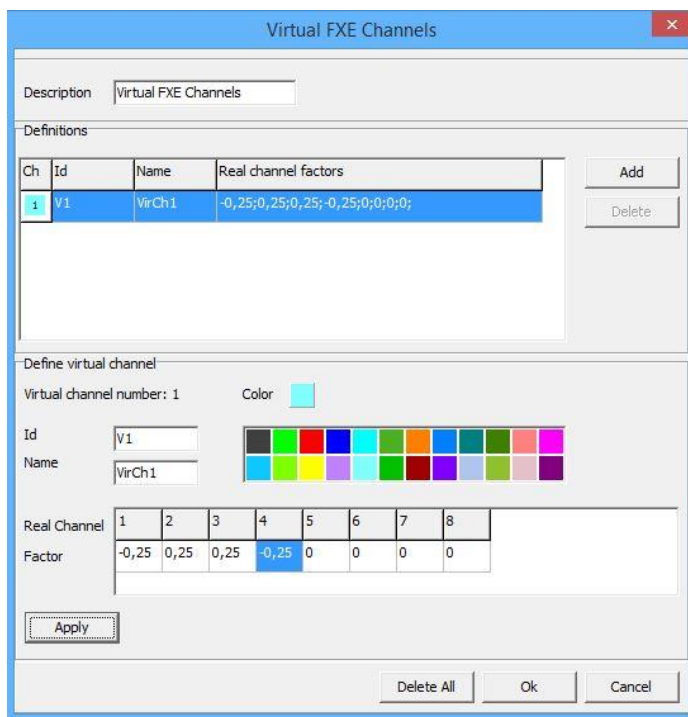 Virtual FXE Channels
Description Virtual FXE Channels
Definitions
Ch Id Name Real channel factors
1 V1 VirCh1 -0,25;0,25;0,25;-0,25;0;0;0;0;
Add
Delete
Define virtual channel
Virtual channel number: 1 Color
Id V1
Name VirCh1
Real Channel 1 2 3 4 5 6 7 8
Factor -0,25 0,25 0,25 -0,25 0 0 0 0
Apply
Delete All Ok Cancel